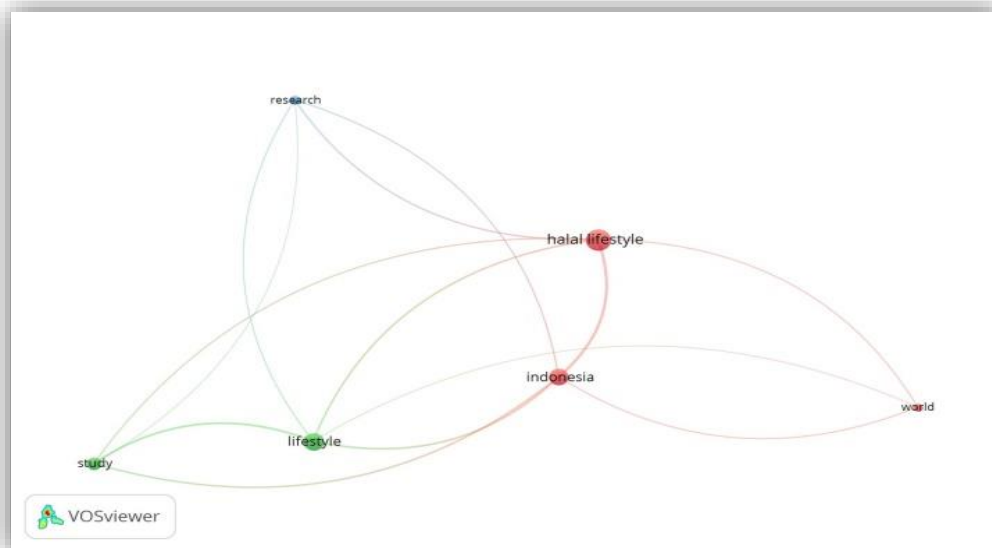 research
halal lifestyle
indonesia
world
lifestyle
study
VOSviewer